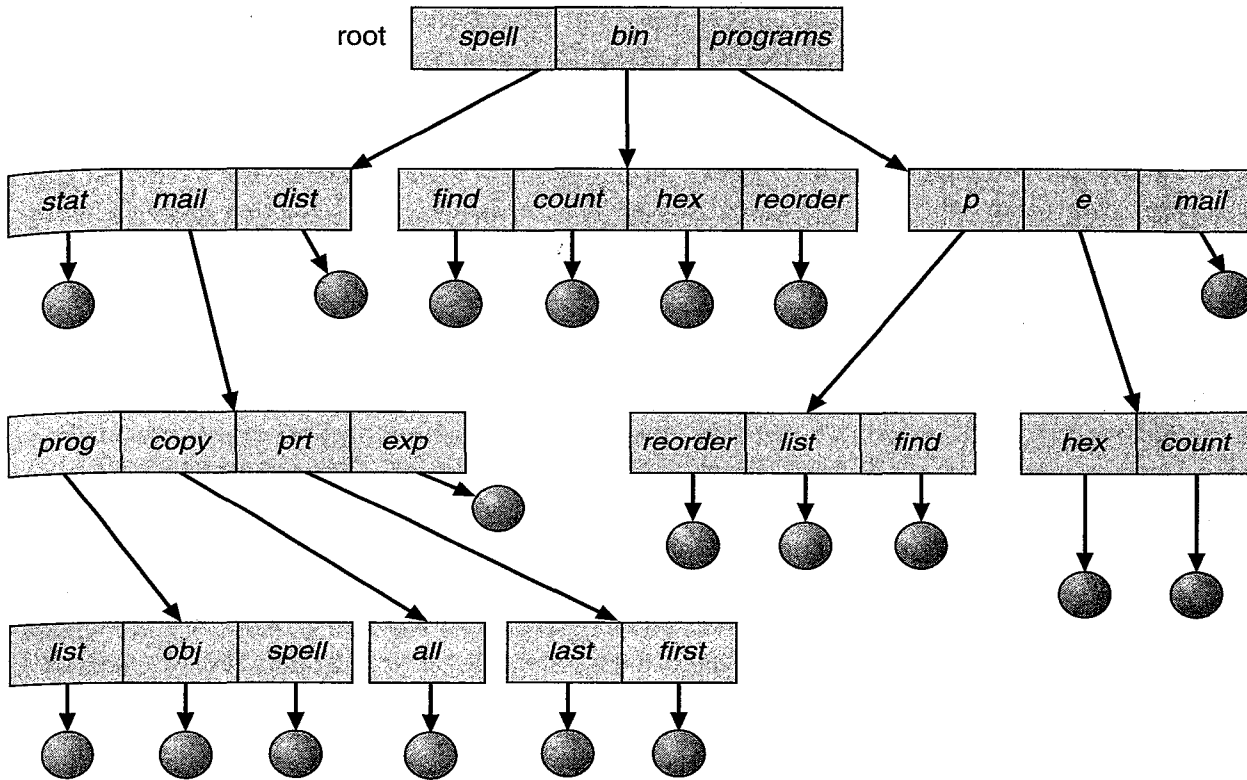 root spell bin programs
stat mail dist find count hex reorder p e mail
prog copy prt exp reorder list find hex count
list obj spell all last first